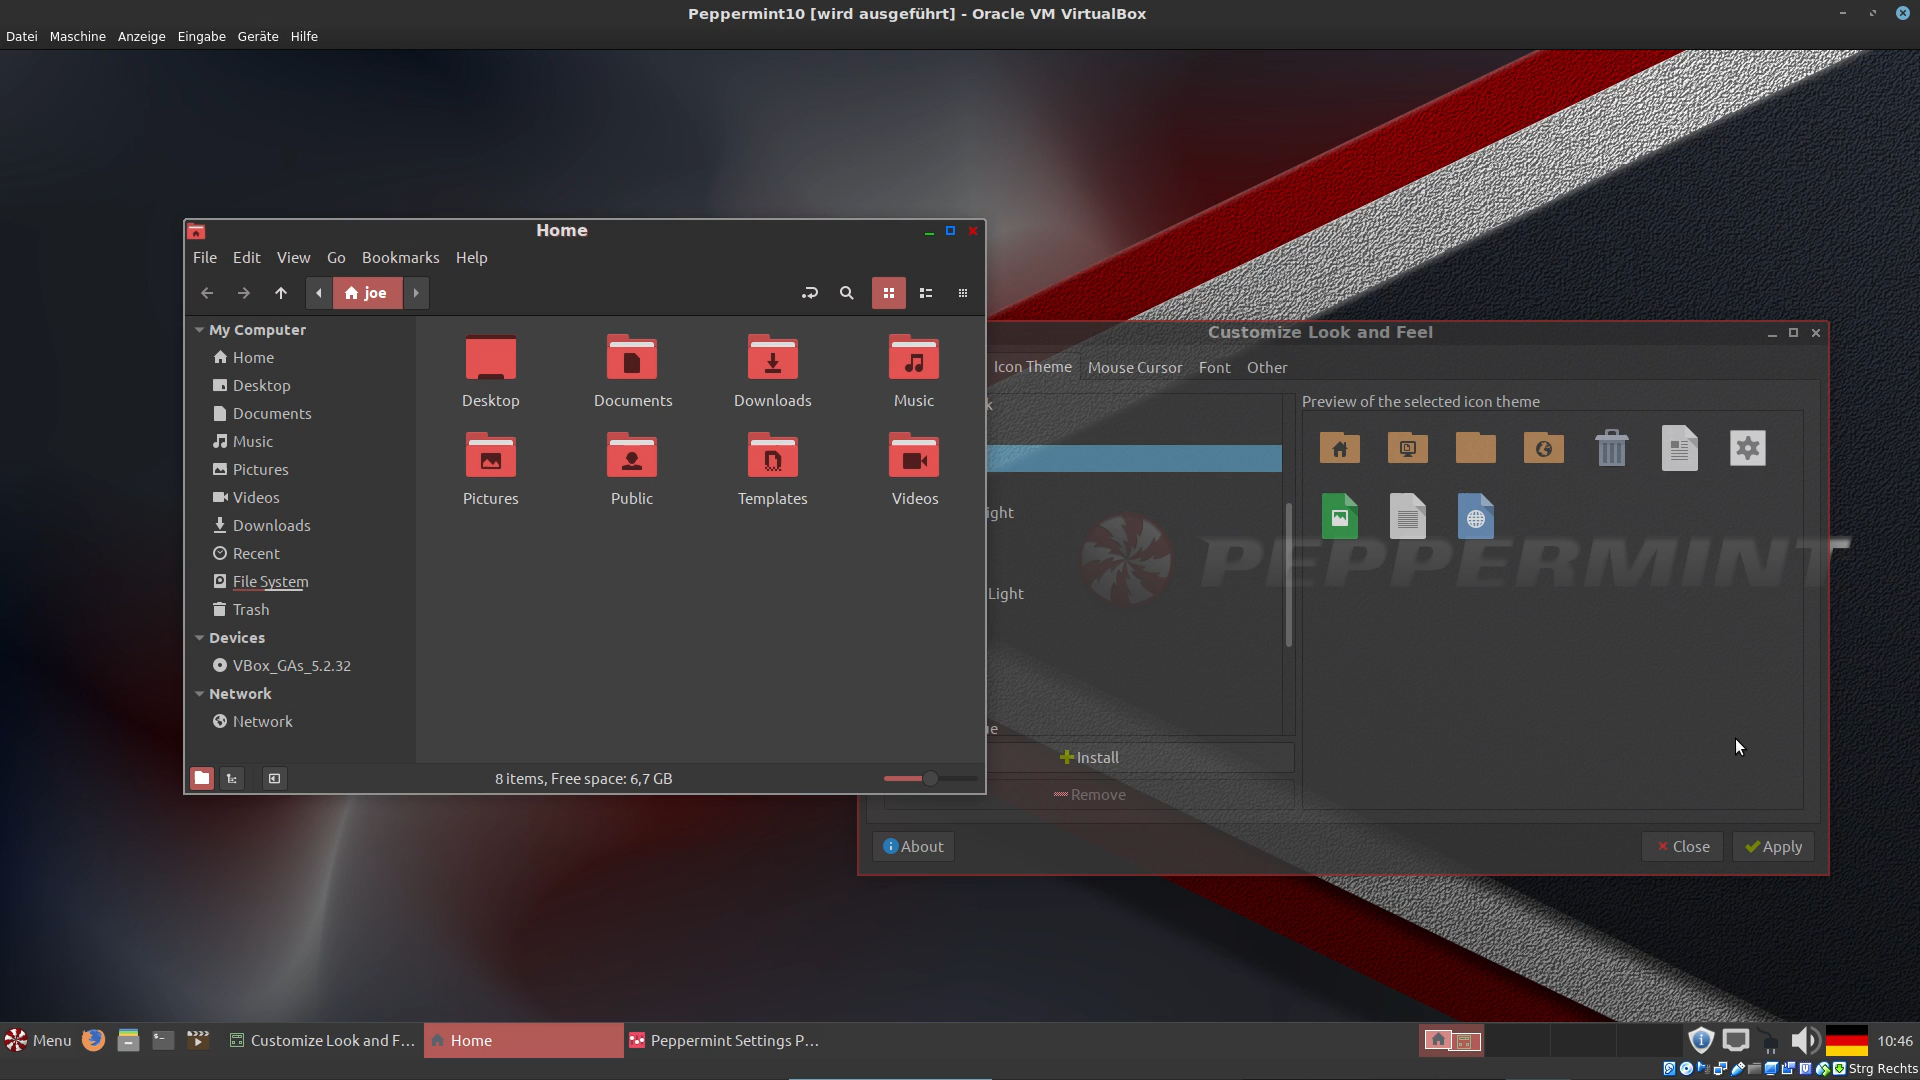 Peppermint10 [wird ausgeführt] - Oracle VM VirtualBox
Datei Maschine Anzeige Eingabe Geräte Hilfe
Home
File Edit View Go Bookmarks Help
joe
My Computer
Home
Desktop
Documents
Music
Pictures
Videos
Downloads
Recent
File System
Trash
Devices
VBox_GAs_5.2.32
Network
Network
Desktop Documents Downloads Music
Pictures Public Templates Videos
8 items, Free space: 6,7 GB
Customize Look and Feel
Icon Theme Mouse Cursor Font Other
k
Preview of the selected icon theme
ight
Light
ue
PEPPERMINT
Install
Remove
About
Close Apply
Menu Customize Look and F... Home Peppermint Settings P... 10:46
Strg Rechts